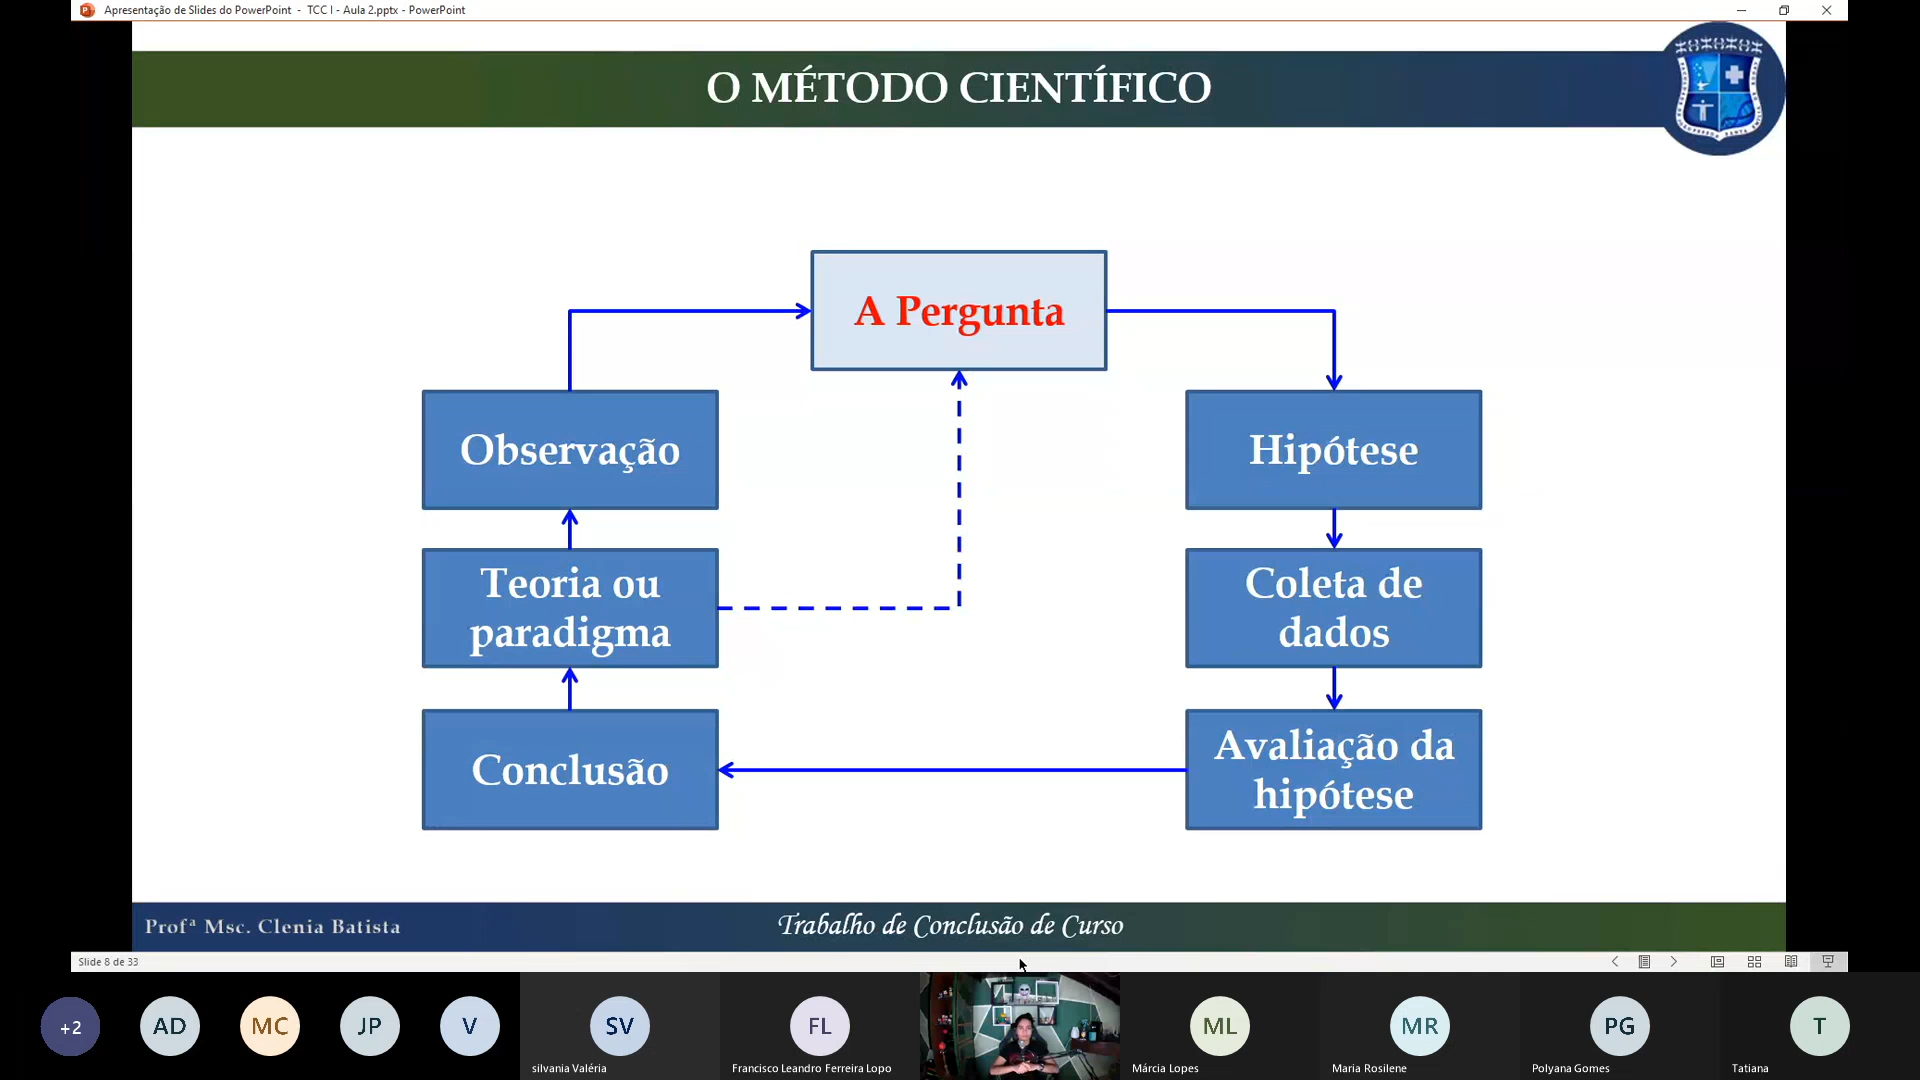 Apresentação de Slides do PowerPoint - TCC I - Aula 2.pptx - PowerPoint
O MÉTODO CIENTÍFICO
A Pergunta
Observação
Hipótese
Teoria ou
paradigma
Coleta de
dados
Conclusão
Avaliação da
hipótese
Profª Msc. Clenia Batista
Trabalho de Conclusão de Curso
Slide 8 de 33
+2
AD
MC
JP
V
SV
FL
ML
MR
PG
T
silvania Valéria
Francisco Leandro Ferreira Lopo
Márcia Lopes
Maria Rosilene
Polyana Gomes
Tatiana